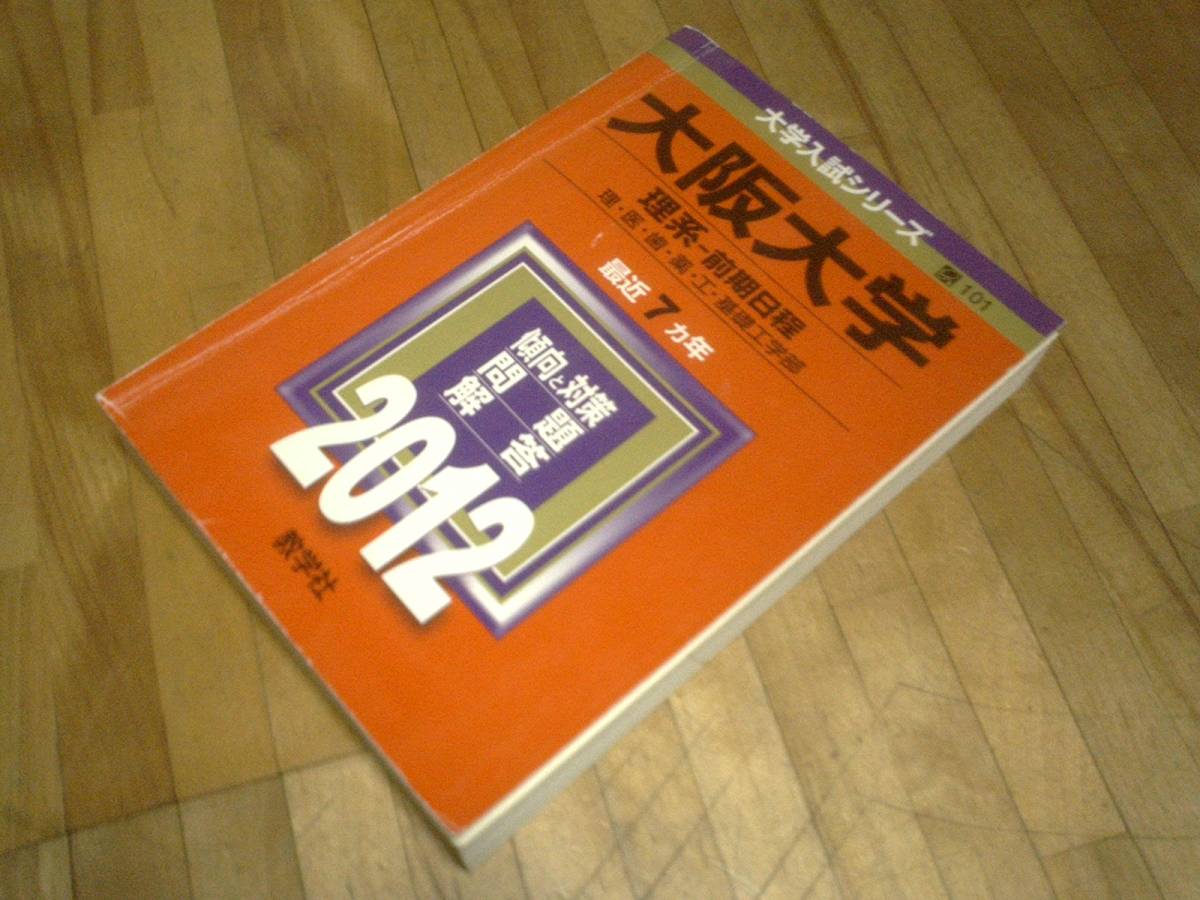 大学入試シリーズ
101
大阪大学
理系-前期日程
理・医・歯・薬・工・基礎工学部
最近7カ年
傾向と対策
問題
解答
2012
教学社